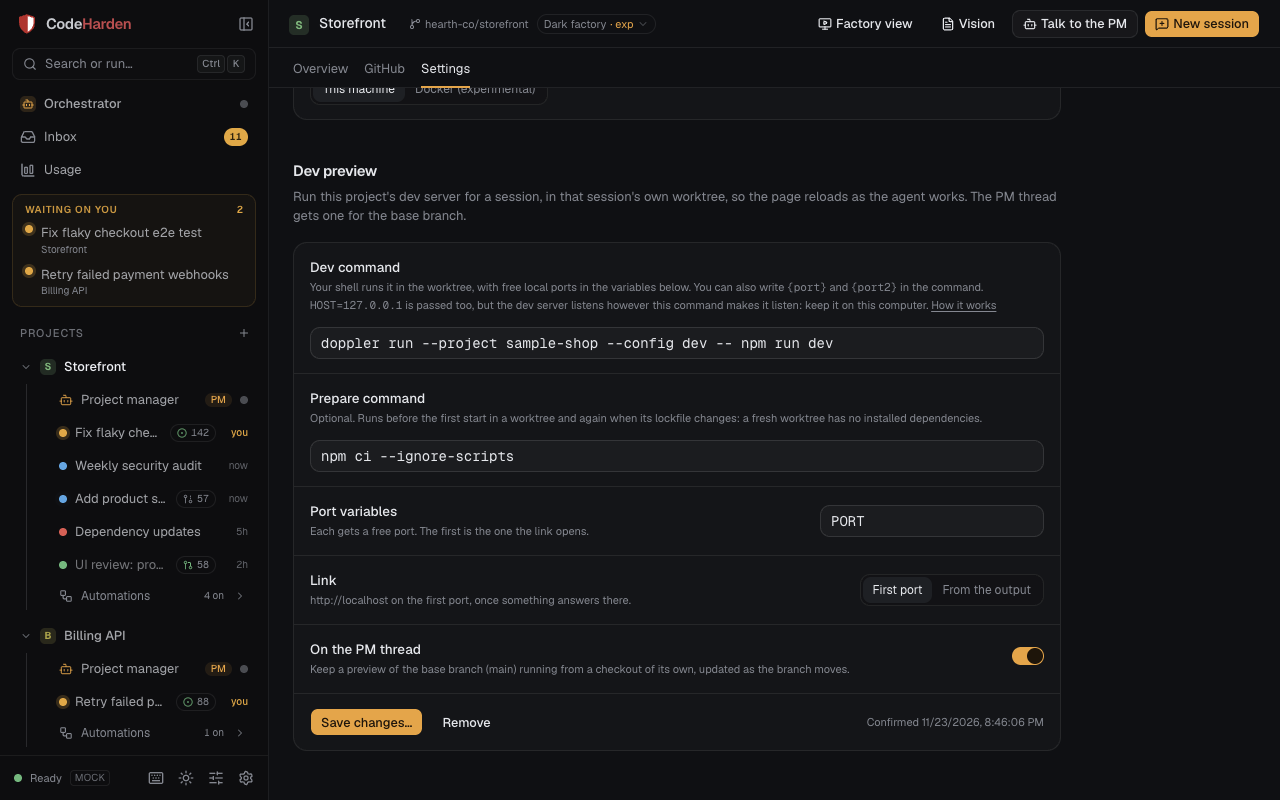 CodeHarden
Search or run… Ctrl K
Orchestrator
Inbox 11
Usage
WAITING ON YOU 2
Fix flaky checkout e2e test
Storefront
Retry failed payment webhooks
Billing API
PROJECTS
S Storefront
Project manager PM
Fix flaky che… 142 you
Weekly security audit now
Add product s… 57 now
Dependency updates 5h
UI review: pro… 58 2h
Automations 4 on
B Billing API
Project manager PM
Retry failed p… 88 you
Automations 1 on
Ready MOCK
S Storefront hearth-co/storefront Dark factory · exp
Factory view Vision Talk to the PM New session
Overview GitHub Settings
This machine Docker (experimental)
Dev preview
Run this project's dev server for a session, in that session's own worktree, so the page reloads as the agent works. The PM thread
gets one for the base branch.
Dev command
Your shell runs it in the worktree, with free local ports in the variables below. You can also write {port} and {port2} in the command.
HOST=127.0.0.1 is passed too, but the dev server listens however this command makes it listen: keep it on this computer. How it works
doppler run --project sample-shop --config dev -- npm run dev
Prepare command
Optional. Runs before the first start in a worktree and again when its lockfile changes: a fresh worktree has no installed dependencies.
npm ci --ignore-scripts
Port variables
Each gets a free port. The first is the one the link opens.
PORT
Link
http://localhost on the first port, once something answers there.
First port From the output
On the PM thread
Keep a preview of the base branch (main) running from a checkout of its own, updated as the branch moves.
Save changes… Remove Confirmed 11/23/2026, 8:46:06 PM